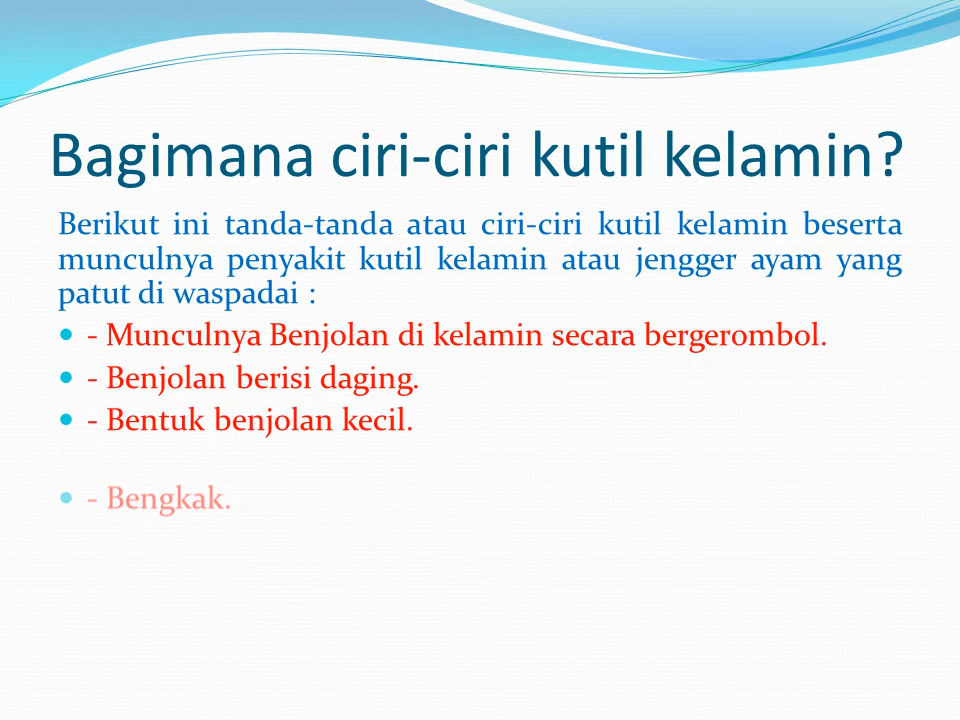 Bagimana ciri-ciri kutil kelamin?
Berikut ini tanda-tanda atau ciri-ciri kutil kelamin beserta
munculnya penyakit kutil kelamin atau jengger ayam yang
patut di waspadai :
• - Munculnya Benjolan di kelamin secara bergerombol.
• - Benjolan berisi daging.
• - Bentuk benjolan kecil.
• - Bengkak.